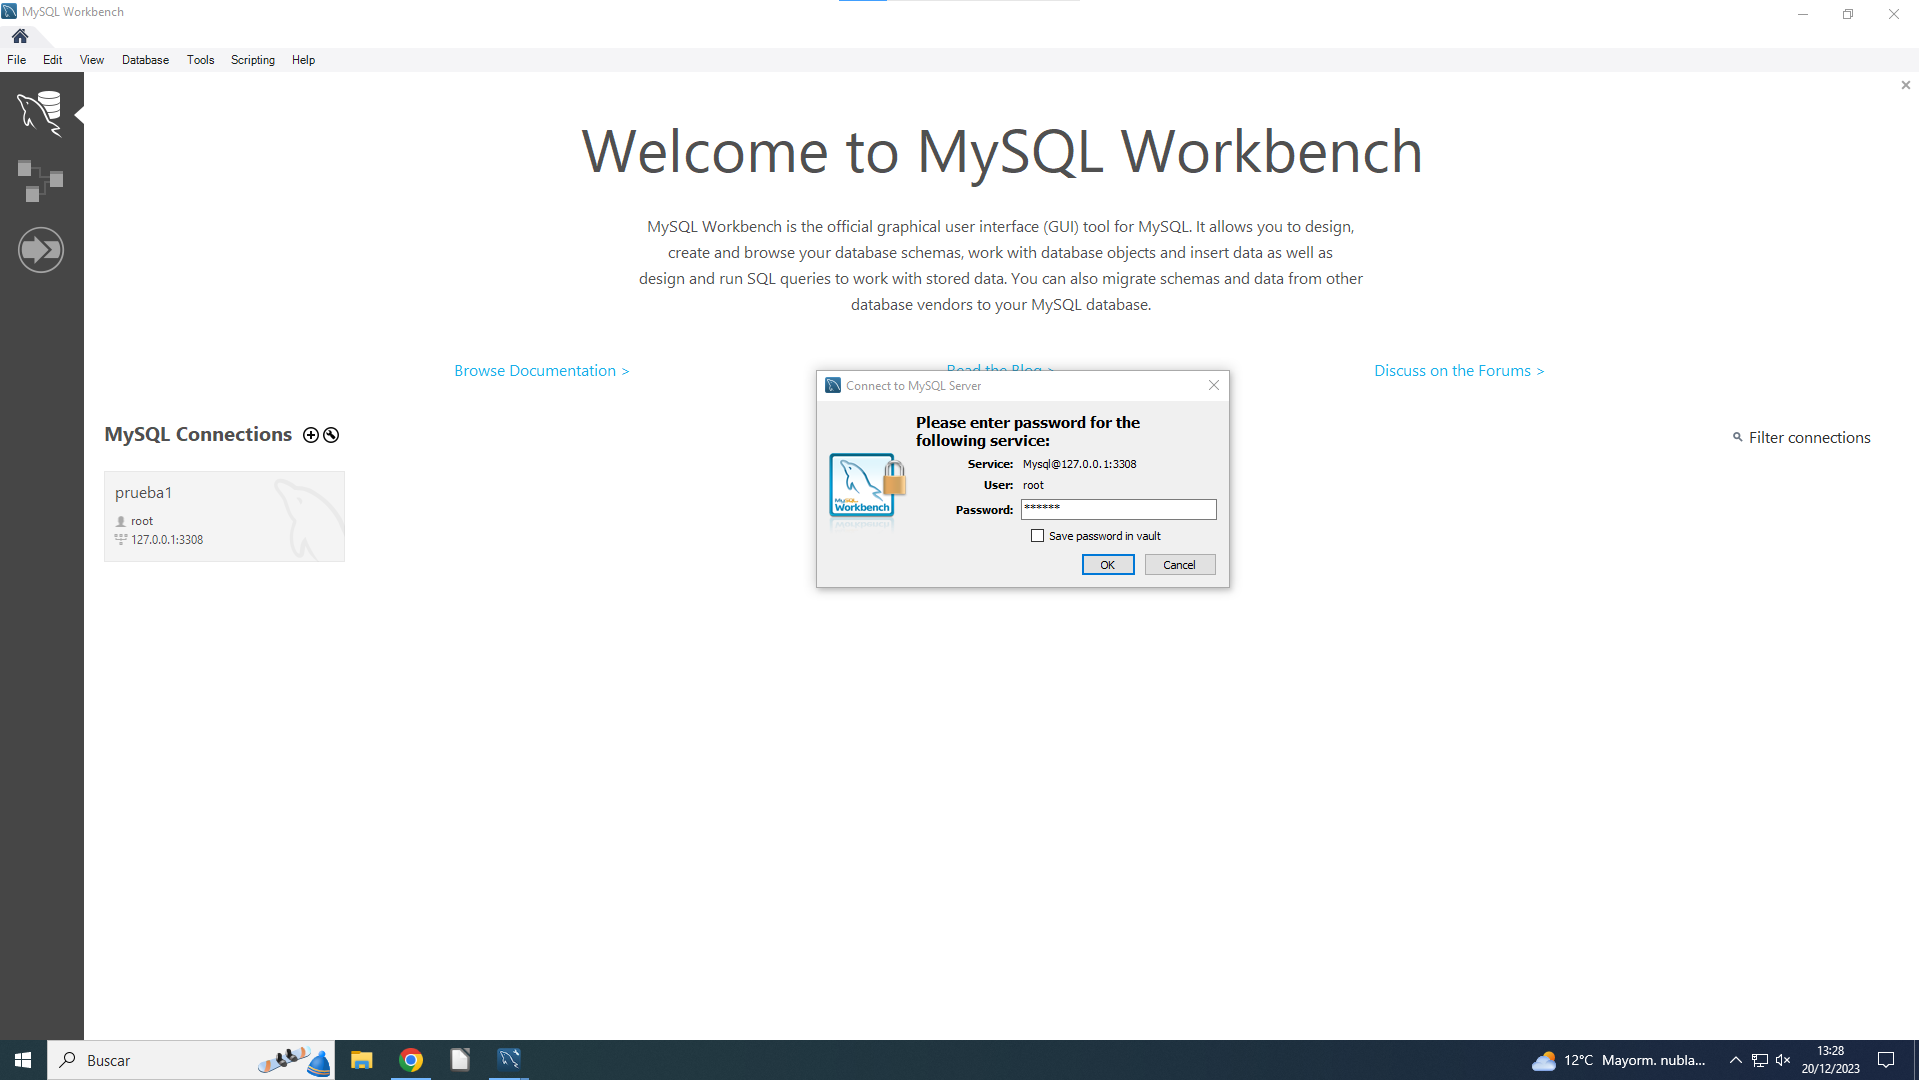 MySQL Workbench
File Edit View Database Tools Scripting Help
Welcome to MySQL Workbench
MySQL Workbench is the official graphical user interface (GUI) tool for MySQL. It allows you to design,
create and browse your database schemas, work with database objects and insert data as well as
design and run SQL queries to work with stored data. You can also migrate schemas and data from other
database vendors to your MySQL database.
Browse Documentation >
Read the Blog >
Discuss on the Forums >
MySQL Connections
Filter connections
prueba1
root
127.0.0.1:3308
Connect to MySQL Server
Please enter password for the
following service:
Service: Mysql@127.0.0.1:3308
User: root
Password: ******
Save password in vault
OK Cancel
MySQL
Workbench
Buscar
12°C Mayorm. nubla...
13:28
20/12/2023